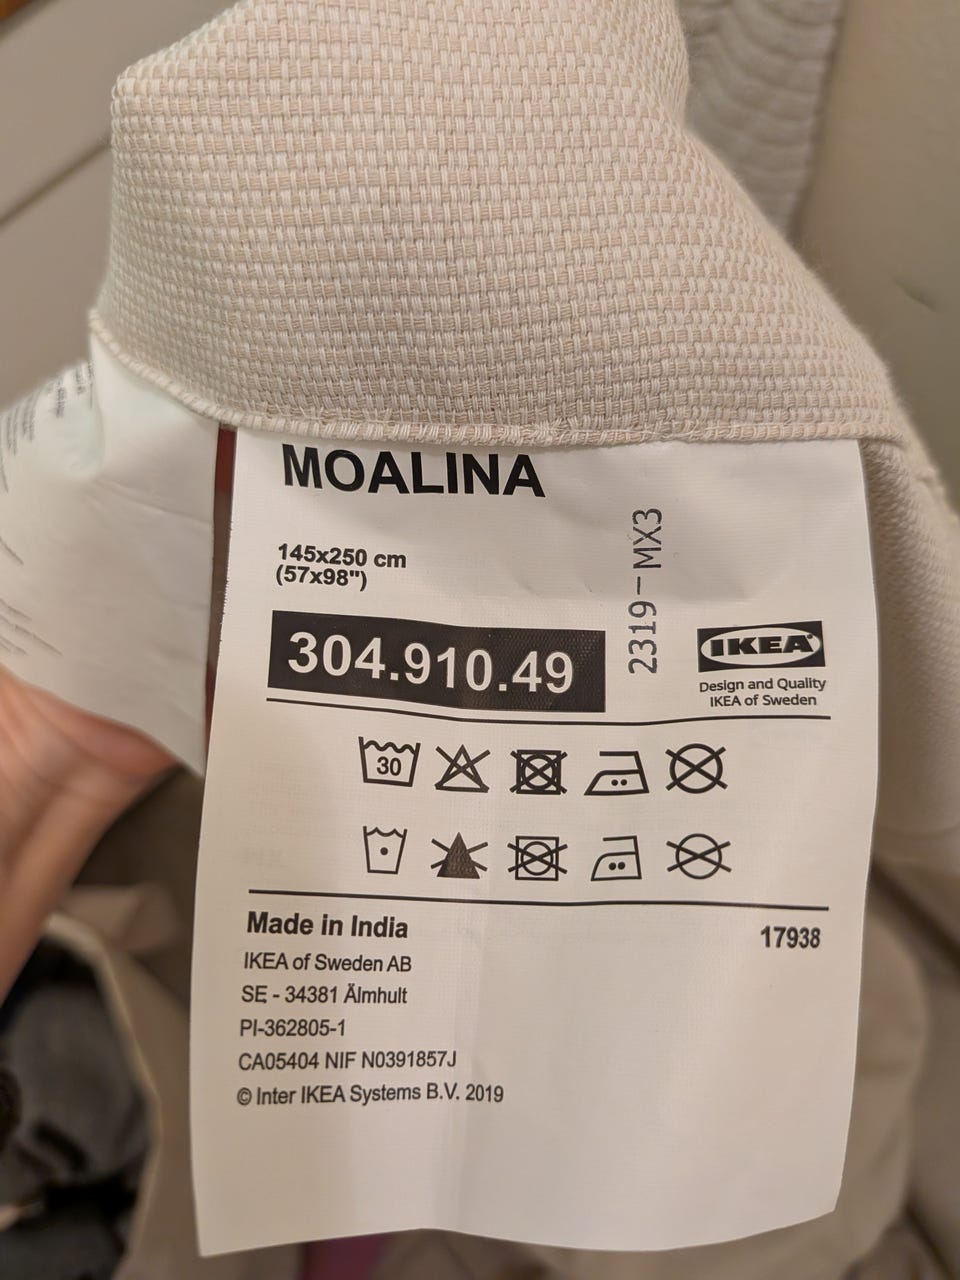 MOALINA
145x250 cm
(57x98")
304.910.49
2319-MX3
IKEA
Design and Quality
IKEA of Sweden
30
Made in India
17938
IKEA of Sweden AB
SE - 34381 Älmhult
PI-362805-1
CA05404 NIF N0391857J
© Inter IKEA Systems B.V. 2019